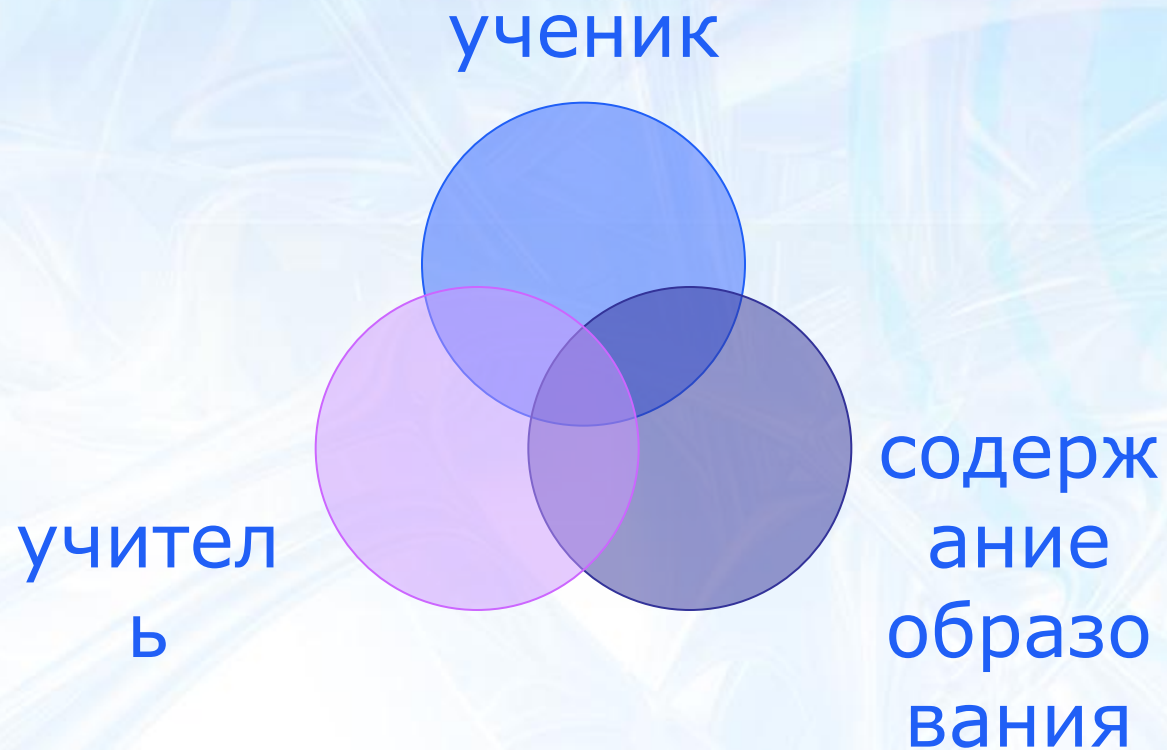 ученик
учител
ь
содерж
ание
образо
вания